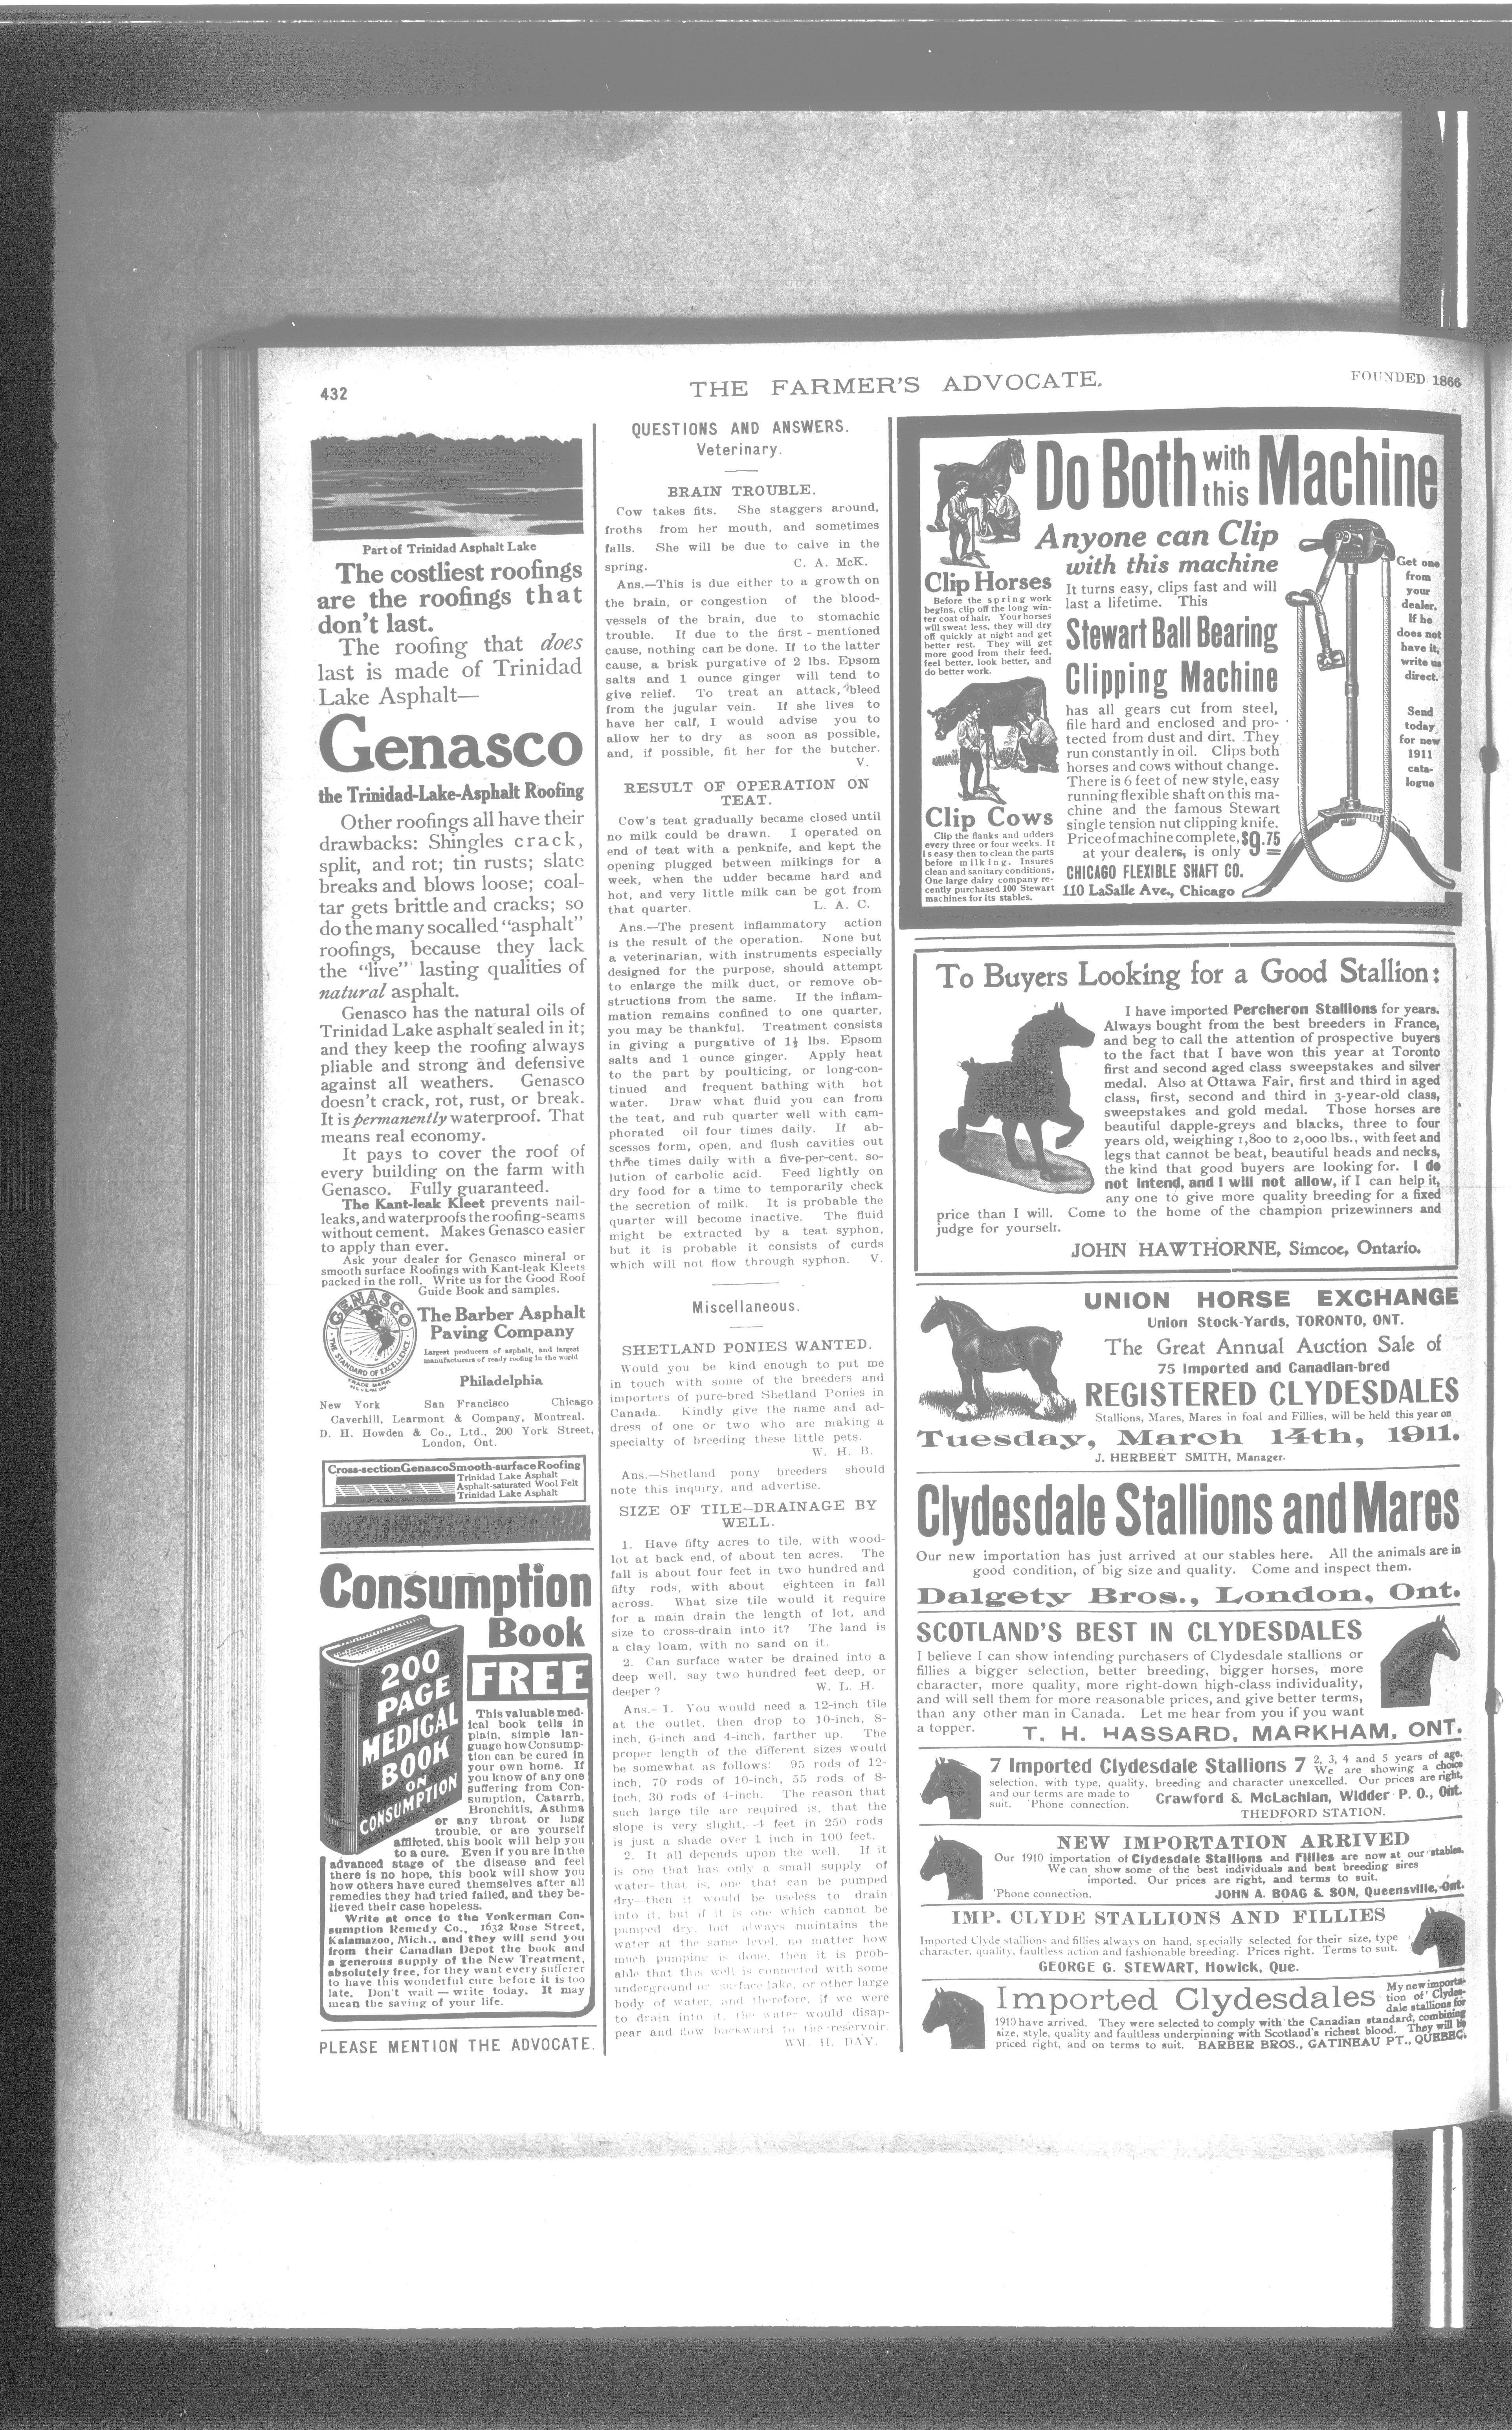 432
THE FARMER'S ADVOCATE.
FOUNDED 1866
Part of Trinidad Asphalt Lake
The costliest roofings
are the roofings that
don't last.
The roofing that does
last is made of Trinidad
Lake Asphalt—
Genasco
the Trinidad-Lake-Asphalt Roofing
Other roofings all have their
drawbacks: Shingles crack,
split, and rot; tin rusts; slate
breaks and blows loose; coal-
tar gets brittle and cracks; so
do the many socalled "asphalt"
roofings, because they lack
the "live" lasting qualities of
natural asphalt.
Genasco has the natural oils of
Trinidad Lake asphalt sealed in it;
and they keep the roofing always
pliable and strong and defensive
against all weathers. Genasco
doesn't crack, rot, rust, or break.
It is permanently waterproof. That
means real economy.
It pays to cover the roof of
every building on the farm with
Genasco. Fully guaranteed.
The Kant-leak Kleet prevents nail-
leaks, and waterproofs the roofing-seams
without cement. Makes Genasco easier
to apply than ever.
Ask your dealer for Genasco mineral or
smooth surface Roofings with Kant-leak Kleets
packed in the roll. Write us for the Good Roof
Guide Book and samples.
GENASCO
THE STANDARD OF EXCELLENCE
TRADE MARK
The Barber Asphalt
Paving Company
Largest producers of asphalt, and largest
manufacturers of ready roofing in the world
Philadelphia
New York San Francisco Chicago
Caverhill, Learmont & Company, Montreal.
D. H. Howden & Co., Ltd., 200 York Street,
London, Ont.
Cross-section Genasco Smooth-surface Roofing
Trinidad Lake Asphalt
Asphalt-saturated Wool Felt
Trinidad Lake Asphalt
Consumption
Book
FREE
200
PAGE
MEDICAL
BOOK
ON
CONSUMPTION
This valuable med-
ical book tells in
plain, simple lan-
guage how Consump-
tion can be cured in
your own home. If
you know of any one
suffering from Con-
sumption, Catarrh,
Bronchitis, Asthma
or any throat or lung
trouble, or are yourself
afflicted, this book will help you
to a cure. Even if you are in the
advanced stage of the disease and feel
there is no hope, this book will show you
how others have cured themselves after all
remedies they had tried failed, and they be-
lieved their case hopeless.
Write at once to the Yonkerman Con-
sumption Remedy Co., 1632 Rose Street,
Kalamazoo, Mich., and they will send you
from their Canadian Depot the book and
a generous supply of the New Treatment,
absolutely free, for they want every sufferer
to have this wonderful cure before it is too
late. Don't wait — write today. It may
mean the saving of your life.
PLEASE MENTION THE ADVOCATE.
QUESTIONS AND ANSWERS.
Veterinary.
BRAIN TROUBLE.
Cow takes fits. She staggers around,
froths from her mouth, and sometimes
falls. She will be due to calve in the
spring. C. A. McK.
Ans.—This is due either to a growth on
the brain, or congestion of the blood-
vessels of the brain, due to stomachic
trouble. If due to the first - mentioned
cause, nothing can be done. If to the latter
cause, a brisk purgative of 2 lbs. Epsom
salts and 1 ounce ginger will tend to
give relief. To treat an attack, bleed
from the jugular vein. If she lives to
have her calf, I would advise you to
allow her to dry as soon as possible,
and, if possible, fit her for the butcher.
V.
RESULT OF OPERATION ON
TEAT.
Cow's teat gradually became closed until
no milk could be drawn. I operated on
end of teat with a penknife, and kept the
opening plugged between milkings for a
week, when the udder became hard and
hot, and very little milk can be got from
that quarter. L. A. C.
Ans.—The present inflammatory action
is the result of the operation. None but
a veterinarian, with instruments especially
designed for the purpose, should attempt
to enlarge the milk duct, or remove ob-
structions from the same. If the inflam-
mation remains confined to one quarter,
you may be thankful. Treatment consists
in giving a purgative of 1½ lbs. Epsom
salts and 1 ounce ginger. Apply heat
to the part by poulticing, or long-con-
tinued and frequent bathing with hot
water. Draw what fluid you can from
the teat, and rub quarter well with cam-
phorated oil four times daily. If ab-
scesses form, open, and flush cavities out
three times daily with a five-per-cent. so-
lution of carbolic acid. Feed lightly on
dry food for a time to temporarily check
the secretion of milk. It is probable the
quarter will become inactive. The fluid
might be extracted by a teat syphon,
but it is probable it consists of curds
which will not flow through syphon. V.
Miscellaneous.
SHETLAND PONIES WANTED.
Would you be kind enough to put me
in touch with some of the breeders and
importers of pure-bred Shetland Ponies in
Canada. Kindly give the name and ad-
dress of one or two who are making a
specialty of breeding these little pets.
W. H. B.
Ans.—Shetland pony breeders should
note this inquiry, and advertise.
SIZE OF TILE—DRAINAGE BY
WELL.
1. Have fifty acres to tile, with wood-
lot at back end, of about ten acres. The
fall is about four feet in two hundred and
fifty rods, with about eighteen in fall
across. What size tile would it require
for a main drain the length of lot, and
size to cross-drain into it? The land is
a clay loam, with no sand on it.
2. Can surface water be drained into a
deep well, say two hundred feet deep, or
deeper? W. L. H.
Ans.—1. You would need a 12-inch tile
at the outlet, then drop to 10-inch, 8-
inch, 6-inch and 4-inch, farther up. The
proper length of the different sizes would
be somewhat as follows: 95 rods of 12-
inch, 70 rods of 10-inch, 55 rods of 8-
inch, 30 rods of 4-inch. The reason that
such large tile are required is, that the
slope is very slight,—4 feet in 250 rods
is just a shade over 1 inch in 100 feet.
2. It all depends upon the well. If it
is one that has only a small supply of
water—that is, one that can be pumped
dry—then it would be useless to drain
into it, but if it is one which cannot be
pumped dry, but always maintains the
water at the same level, no matter how
much pumping is done, then it is prob-
able that this well is connected with some
underground or surface lake, or other large
body of water, and therefore, if we were
to drain into it, the water would disap-
pear and flow backward to the reservoir.
WM. H. DAY.
Do Both with this Machine
Anyone can Clip
with this machine
Clip Horses
Before the spring work
begins, clip off the long win-
ter coat of hair. Your horses
will sweat less, they will dry
off quickly at night and get
better rest. They will get
more good from their feed,
feel better, look better, and
do better work.
Clip Cows
Clip the flanks and udders
every three or four weeks. It
is easy then to clean the parts
before milking. Insures
clean and sanitary conditions.
One large dairy company re-
cently purchased 100 Stewart
machines for its stables.
It turns easy, clips fast and will
last a lifetime. This
Stewart Ball Bearing
Clipping Machine
has all gears cut from steel,
file hard and enclosed and pro-
tected from dust and dirt. They
run constantly in oil. Clips both
horses and cows without change.
There is 6 feet of new style, easy
running flexible shaft on this ma-
chine and the famous Stewart
single tension nut clipping knife.
Price of machine complete, $9.75
at your dealers, is only
CHICAGO FLEXIBLE SHAFT CO.
110 LaSalle Ave., Chicago
Get one
from
your
dealer.
If he
does not
have it,
write us
direct.
Send
today
for new
1911
cata-
logue
To Buyers Looking for a Good Stallion:
I have imported Percheron Stallions for years.
Always bought from the best breeders in France,
and beg to call the attention of prospective buyers
to the fact that I have won this year at Toronto
first and second aged class sweepstakes and silver
medal. Also at Ottawa Fair, first and third in aged
class, first, second and third in 3-year-old class,
sweepstakes and gold medal. Those horses are
beautiful dapple-greys and blacks, three to four
years old, weighing 1,800 to 2,000 lbs., with feet and
legs that cannot be beat, beautiful heads and necks,
the kind that good buyers are looking for. I do
not intend, and I will not allow, if I can help it,
any one to give more quality breeding for a fixed
price than I will. Come to the home of the champion prizewinners and
judge for yourself.
JOHN HAWTHORNE, Simcoe, Ontario.
UNION HORSE EXCHANGE
Union Stock-Yards, TORONTO, ONT.
The Great Annual Auction Sale of
75 Imported and Canadian-bred
REGISTERED CLYDESDALES
Stallions, Mares, Mares in foal and Fillies, will be held this year on
Tuesday, March 14th, 1911.
J. HERBERT SMITH, Manager.
Clydesdale Stallions and Mares
Our new importation has just arrived at our stables here. All the animals are in
good condition, of big size and quality. Come and inspect them.
Dalgety Bros., London, Ont.
SCOTLAND'S BEST IN CLYDESDALES
I believe I can show intending purchasers of Clydesdale stallions or
fillies a bigger selection, better breeding, bigger horses, more
character, more quality, more right-down high-class individuality,
and will sell them for more reasonable prices, and give better terms,
than any other man in Canada. Let me hear from you if you want
a topper. T. H. HASSARD, MARKHAM, ONT.
7 Imported Clydesdale Stallions 7 2, 3, 4 and 5 years of age.
We are showing a choice
selection, with type, quality, breeding and character unexcelled. Our prices are right,
and our terms are made to
suit. 'Phone connection. Crawford & McLachlan, Widder P. O., Ont.
THEDFORD STATION.
NEW IMPORTATION ARRIVED
Our 1910 importation of Clydesdale Stallions and Fillies are now at our stables.
We can show some of the best individuals and best breeding sires
imported. Our prices are right, and terms to suit.
'Phone connection. JOHN A. BOAG & SON, Queensville, Ont.
IMP. CLYDE STALLIONS AND FILLIES
Imported Clyde stallions and fillies always on hand, specially selected for their size, type
character, quality, faultless action and fashionable breeding. Prices right. Terms to suit.
GEORGE G. STEWART, Howick, Que.
Imported Clydesdales My new importa-
tion of Clydes-
dale stallions for
1910 have arrived. They were selected to comply with the Canadian standard, combining
size, style, quality and faultless underpinning with Scotland's richest blood. They will be
priced right, and on terms to suit. BARBER BROS., GATINEAU PT., QUEBEC.